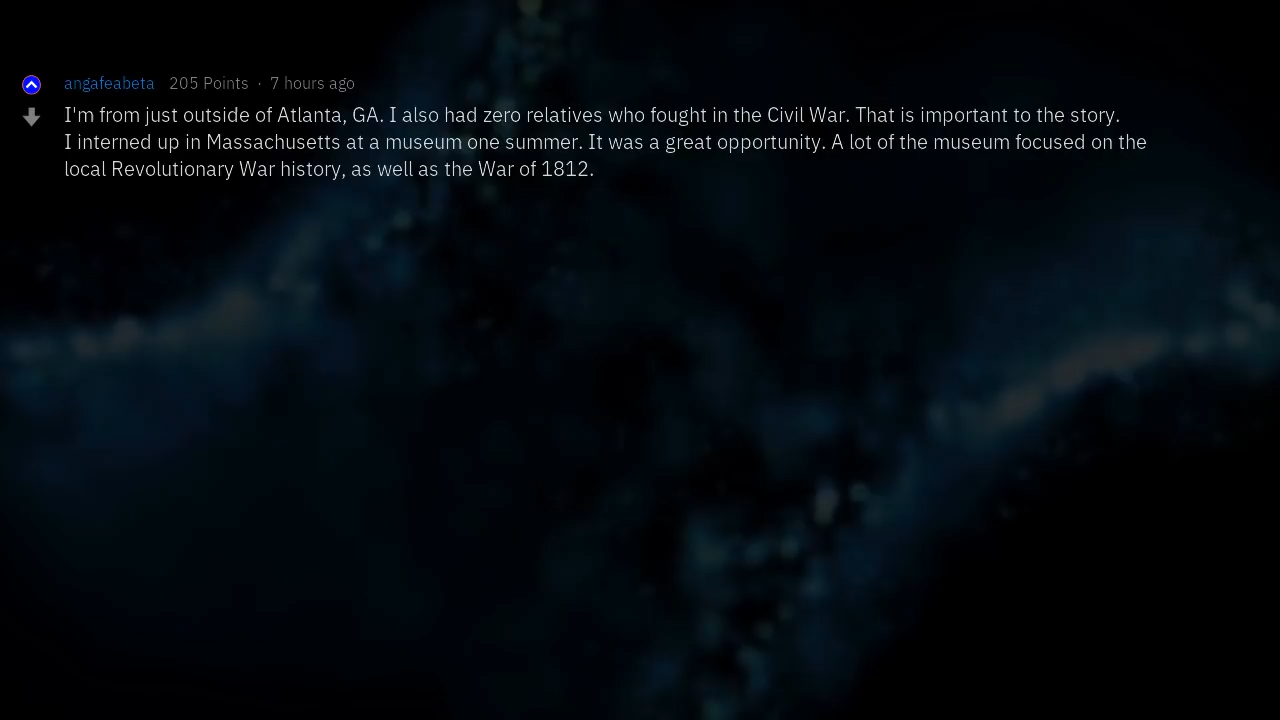 angafeabeta 205 Points · 7 hours ago
I'm from just outside of Atlanta, GA. I also had zero relatives who fought in the Civil War. That is important to the story.
I interned up in Massachusetts at a museum one summer. It was a great opportunity. A lot of the museum focused on the
local Revolutionary War history, as well as the War of 1812.